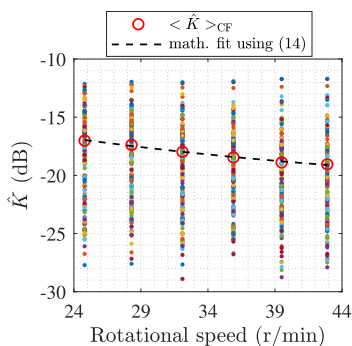 < K̂ >CF
math. fit using (14)
-10
-15
-20
-25
-30
K̂ (dB)
24 29 34 39 44
Rotational speed (r/min)